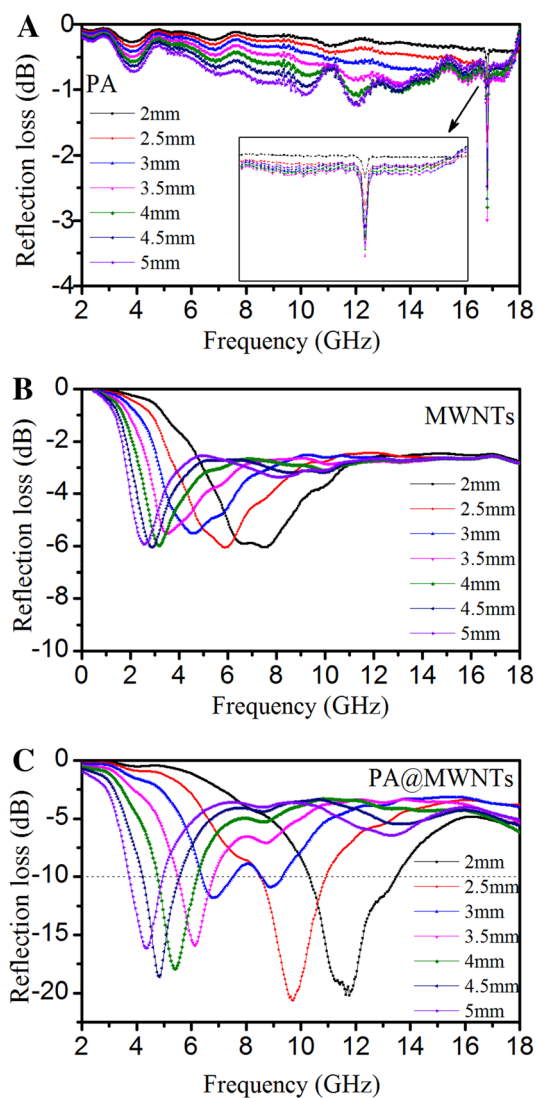 A
PA
0
-1
-2
-3
-4
Reflection loss (dB)
2mm
2.5mm
3mm
3.5mm
4mm
4.5mm
5mm
2 4 6 8 10 12 14 16 18
Frequency (GHz)
B
MWNTs
0
-2
-4
-6
-8
-10
Reflection loss (dB)
2mm
2.5mm
3mm
3.5mm
4mm
4.5mm
5mm
0 2 4 6 8 10 12 14 16 18
Frequency (GHz)
C
PA@MWNTs
0
-5
-10
-15
-20
Reflection loss (dB)
2mm
2.5mm
3mm
3.5mm
4mm
4.5mm
5mm
2 4 6 8 10 12 14 16 18
Frequency (GHz)